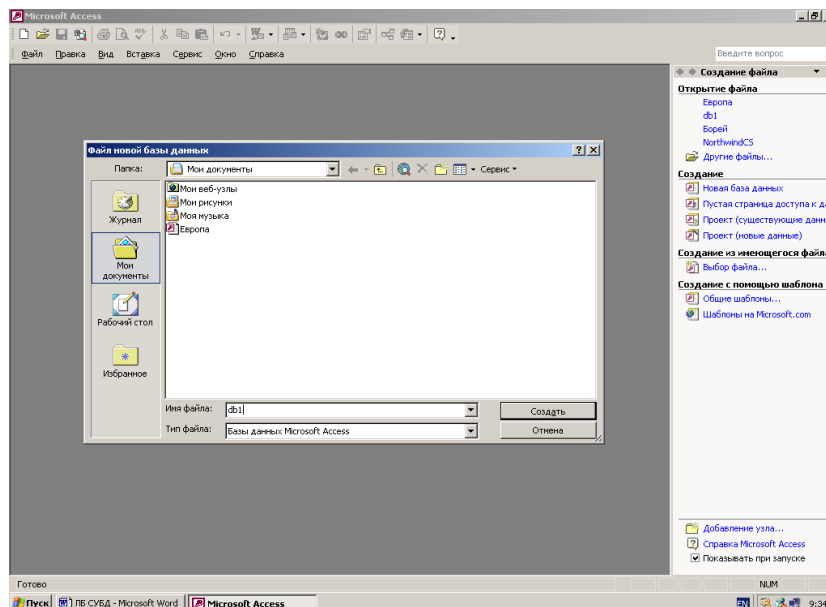 Microsoft Access
Файл Правка Вид Вставка Сервис Окно Справка
Введите вопрос
Создание файла
Открытие файла
Европа
db1
Борей
NorthwindCS
Другие файлы...
Создание
Новая база данных
Пустая страница доступа к да
Проект (существующие данн
Проект (новые данные)
Создание из имеющегося файла
Выбор файла...
Создание с помощью шаблона
Общие шаблоны...
Шаблоны на Microsoft.com
Добавление узла...
Справка Microsoft Access
Показывать при запуске
Файл новой базы данных
Папка: Мои документы Сервис
Журнал
Мои документы
Рабочий стол
Избранное
Мои веб-узлы
Мои рисунки
Моя музыка
Европа
Имя файла: db1 Создать
Тип файла: Базы данных Microsoft Access Отмена
Готово NUM
Пуск ЛБ СУБД - Microsoft Word Microsoft Access EN 9:34